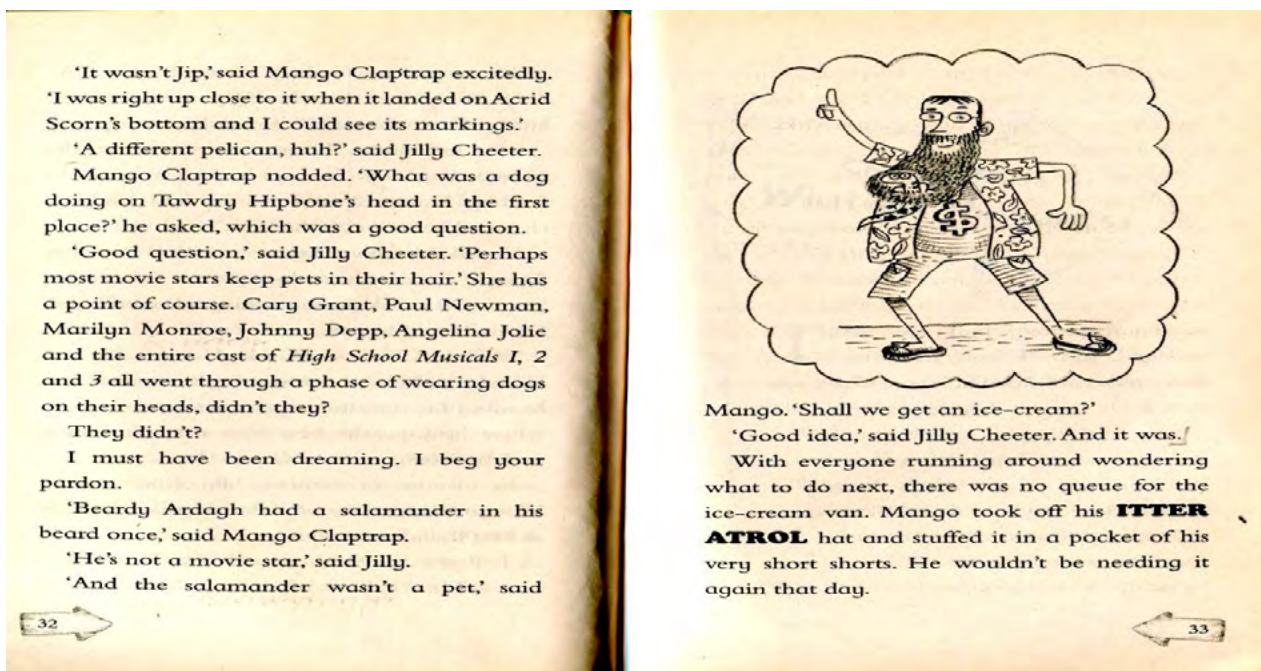 ‘It wasn’t Jip,’ said Mango Claptrap excitedly.
‘I was right up close to it when it landed on Acrid
Scorn’s bottom and I could see its markings.’
‘A different pelican, huh?’ said Jilly Cheeter.
Mango Claptrap nodded. ‘What was a dog
doing on Tawdry Hipbone’s head in the first
place?’ he asked, which was a good question.
‘Good question,’ said Jilly Cheeter. ‘Perhaps
most movie stars keep pets in their hair.’ She has
a point of course. Cary Grant, Paul Newman,
Marilyn Monroe, Johnny Depp, Angelina Jolie
and the entire cast of High School Musicals 1, 2
and 3 all went through a phase of wearing dogs
on their heads, didn’t they?
They didn’t?
I must have been dreaming. I beg your
pardon.
‘Beardy Ardagh had a salamander in his
beard once,’ said Mango Claptrap.
‘He’s not a movie star,’ said Jilly.
‘And the salamander wasn’t a pet,’ said
32
$
Mango. ‘Shall we get an ice-cream?’
‘Good idea,’ said Jilly Cheeter. And it was.
With everyone running around wondering
what to do next, there was no queue for the
ice-cream van. Mango took off his ITTER
ATROL hat and stuffed it in a pocket of his
very short shorts. He wouldn’t be needing it
again that day.
33